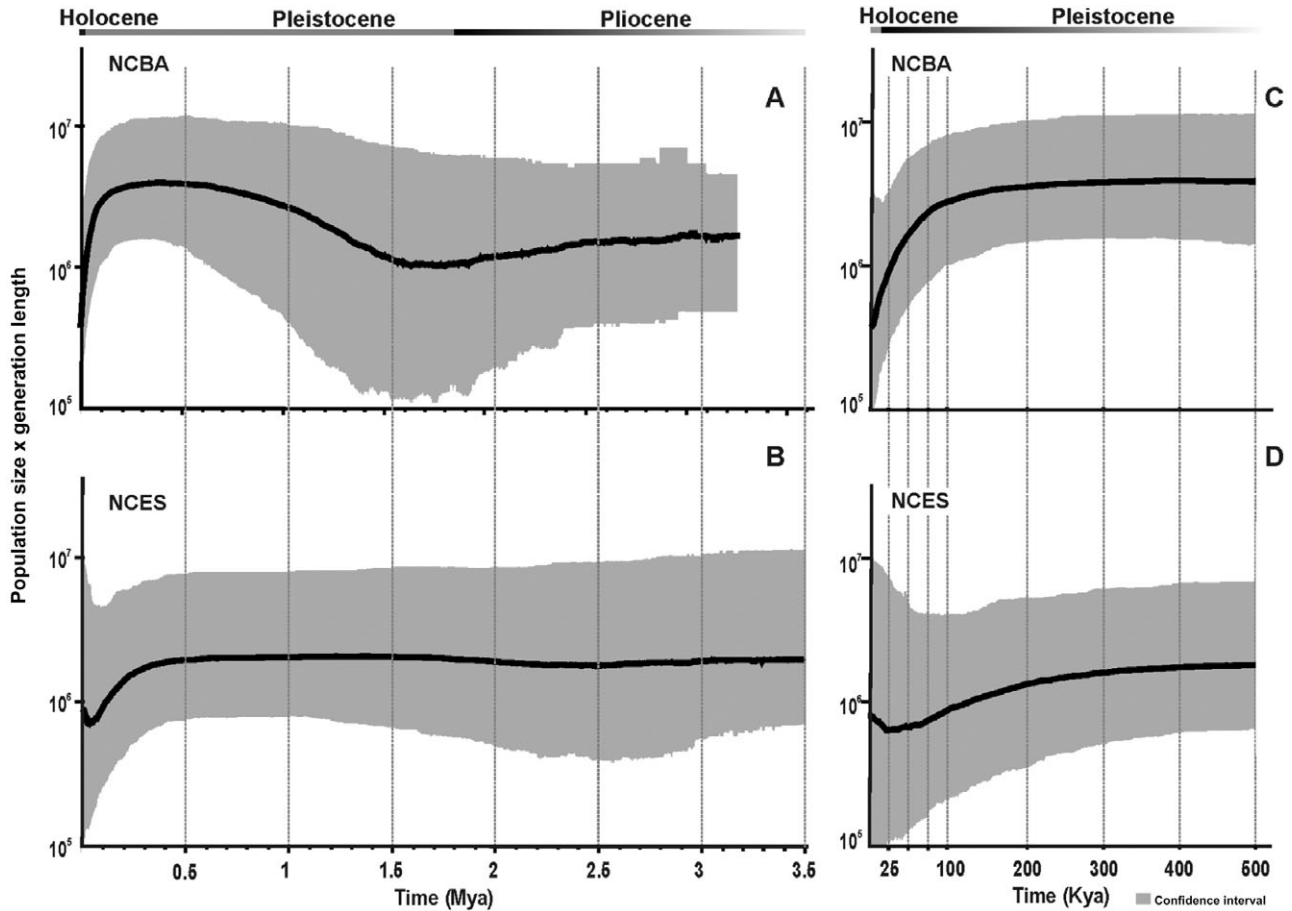 Holocene Pleistocene Pliocene
Holocene Pleistocene
NCBA
A
10⁷
10⁶
10⁵
NCBA
C
10⁷
10⁶
10⁵
Population size x generation length
NCES
B
10⁷
10⁶
10⁵
0.5 1 1.5 2 2.5 3 3.5
Time (Mya)
NCES
D
10⁷
10⁶
10⁵
25 100 200 300 400 500
Time (Kya)
Confidence interval